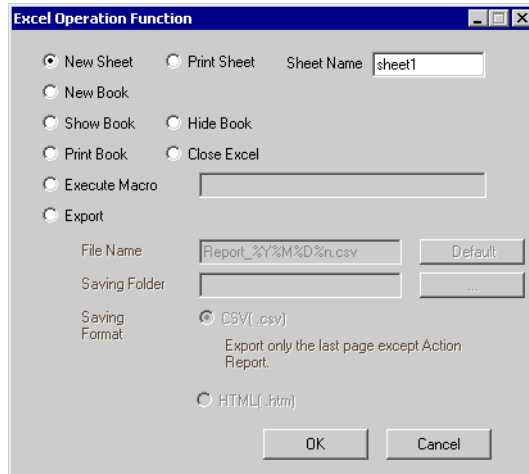 Excel Operation Function
New Sheet Print Sheet Sheet Name sheet1
New Book
Show Book Hide Book
Print Book Close Excel
Execute Macro
Export
File Name Report_%Y%M%D%n.csv Default
Saving Folder ...
Saving Format CSV( .csv)
Export only the last page except Action
Report.
HTML( .htm)
OK Cancel